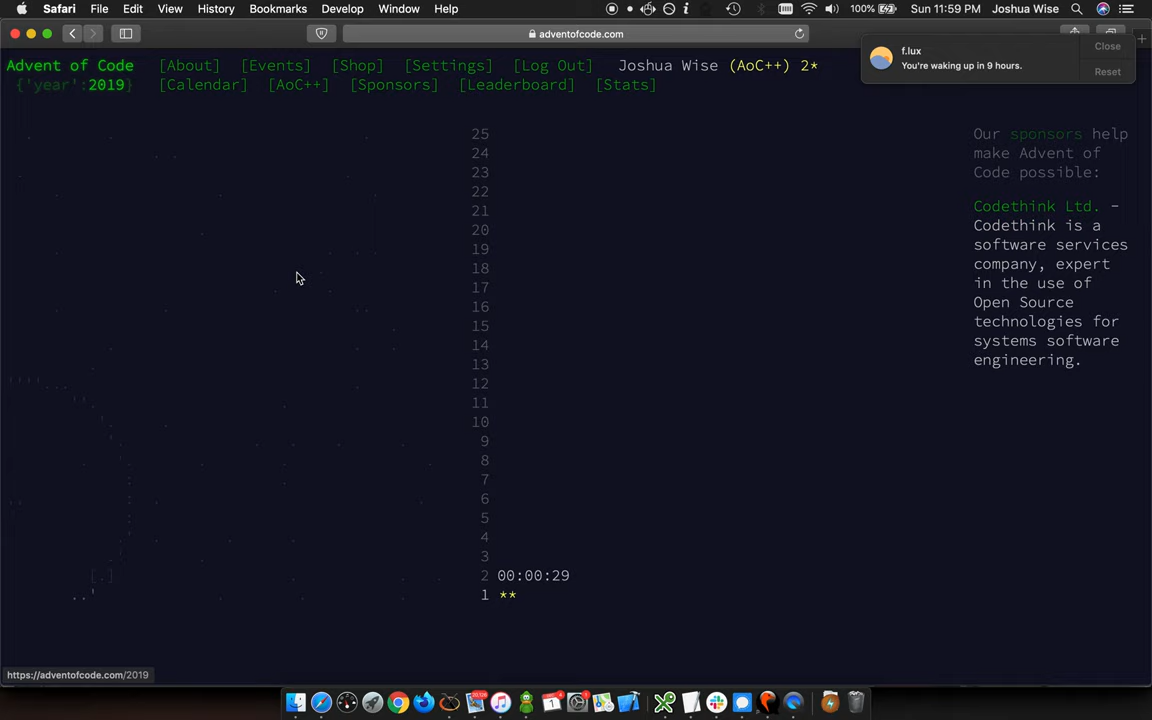 Safari File Edit View History Bookmarks Develop Window Help 100% Sun 11:59 PM Joshua Wise
adventofcode.com
f.lux
You're waking up in 9 hours.
Close
Reset
Advent of Code [About] [Events] [Shop] [Settings] [Log Out] Joshua Wise (AoC++) 2*
{'year':2019} [Calendar] [AoC++] [Sponsors] [Leaderboard] [Stats]
25
24
23
22
21
20
19
18
17
16
15
14
13
12
11
10
9
8
7
6
5
4
3
2 00:00:29
1 **
Our sponsors help
make Advent of
Code possible:
Codethink Ltd. -
Codethink is a
software services
company, expert
in the use of
Open Source
technologies for
systems software
engineering.
https://adventofcode.com/2019